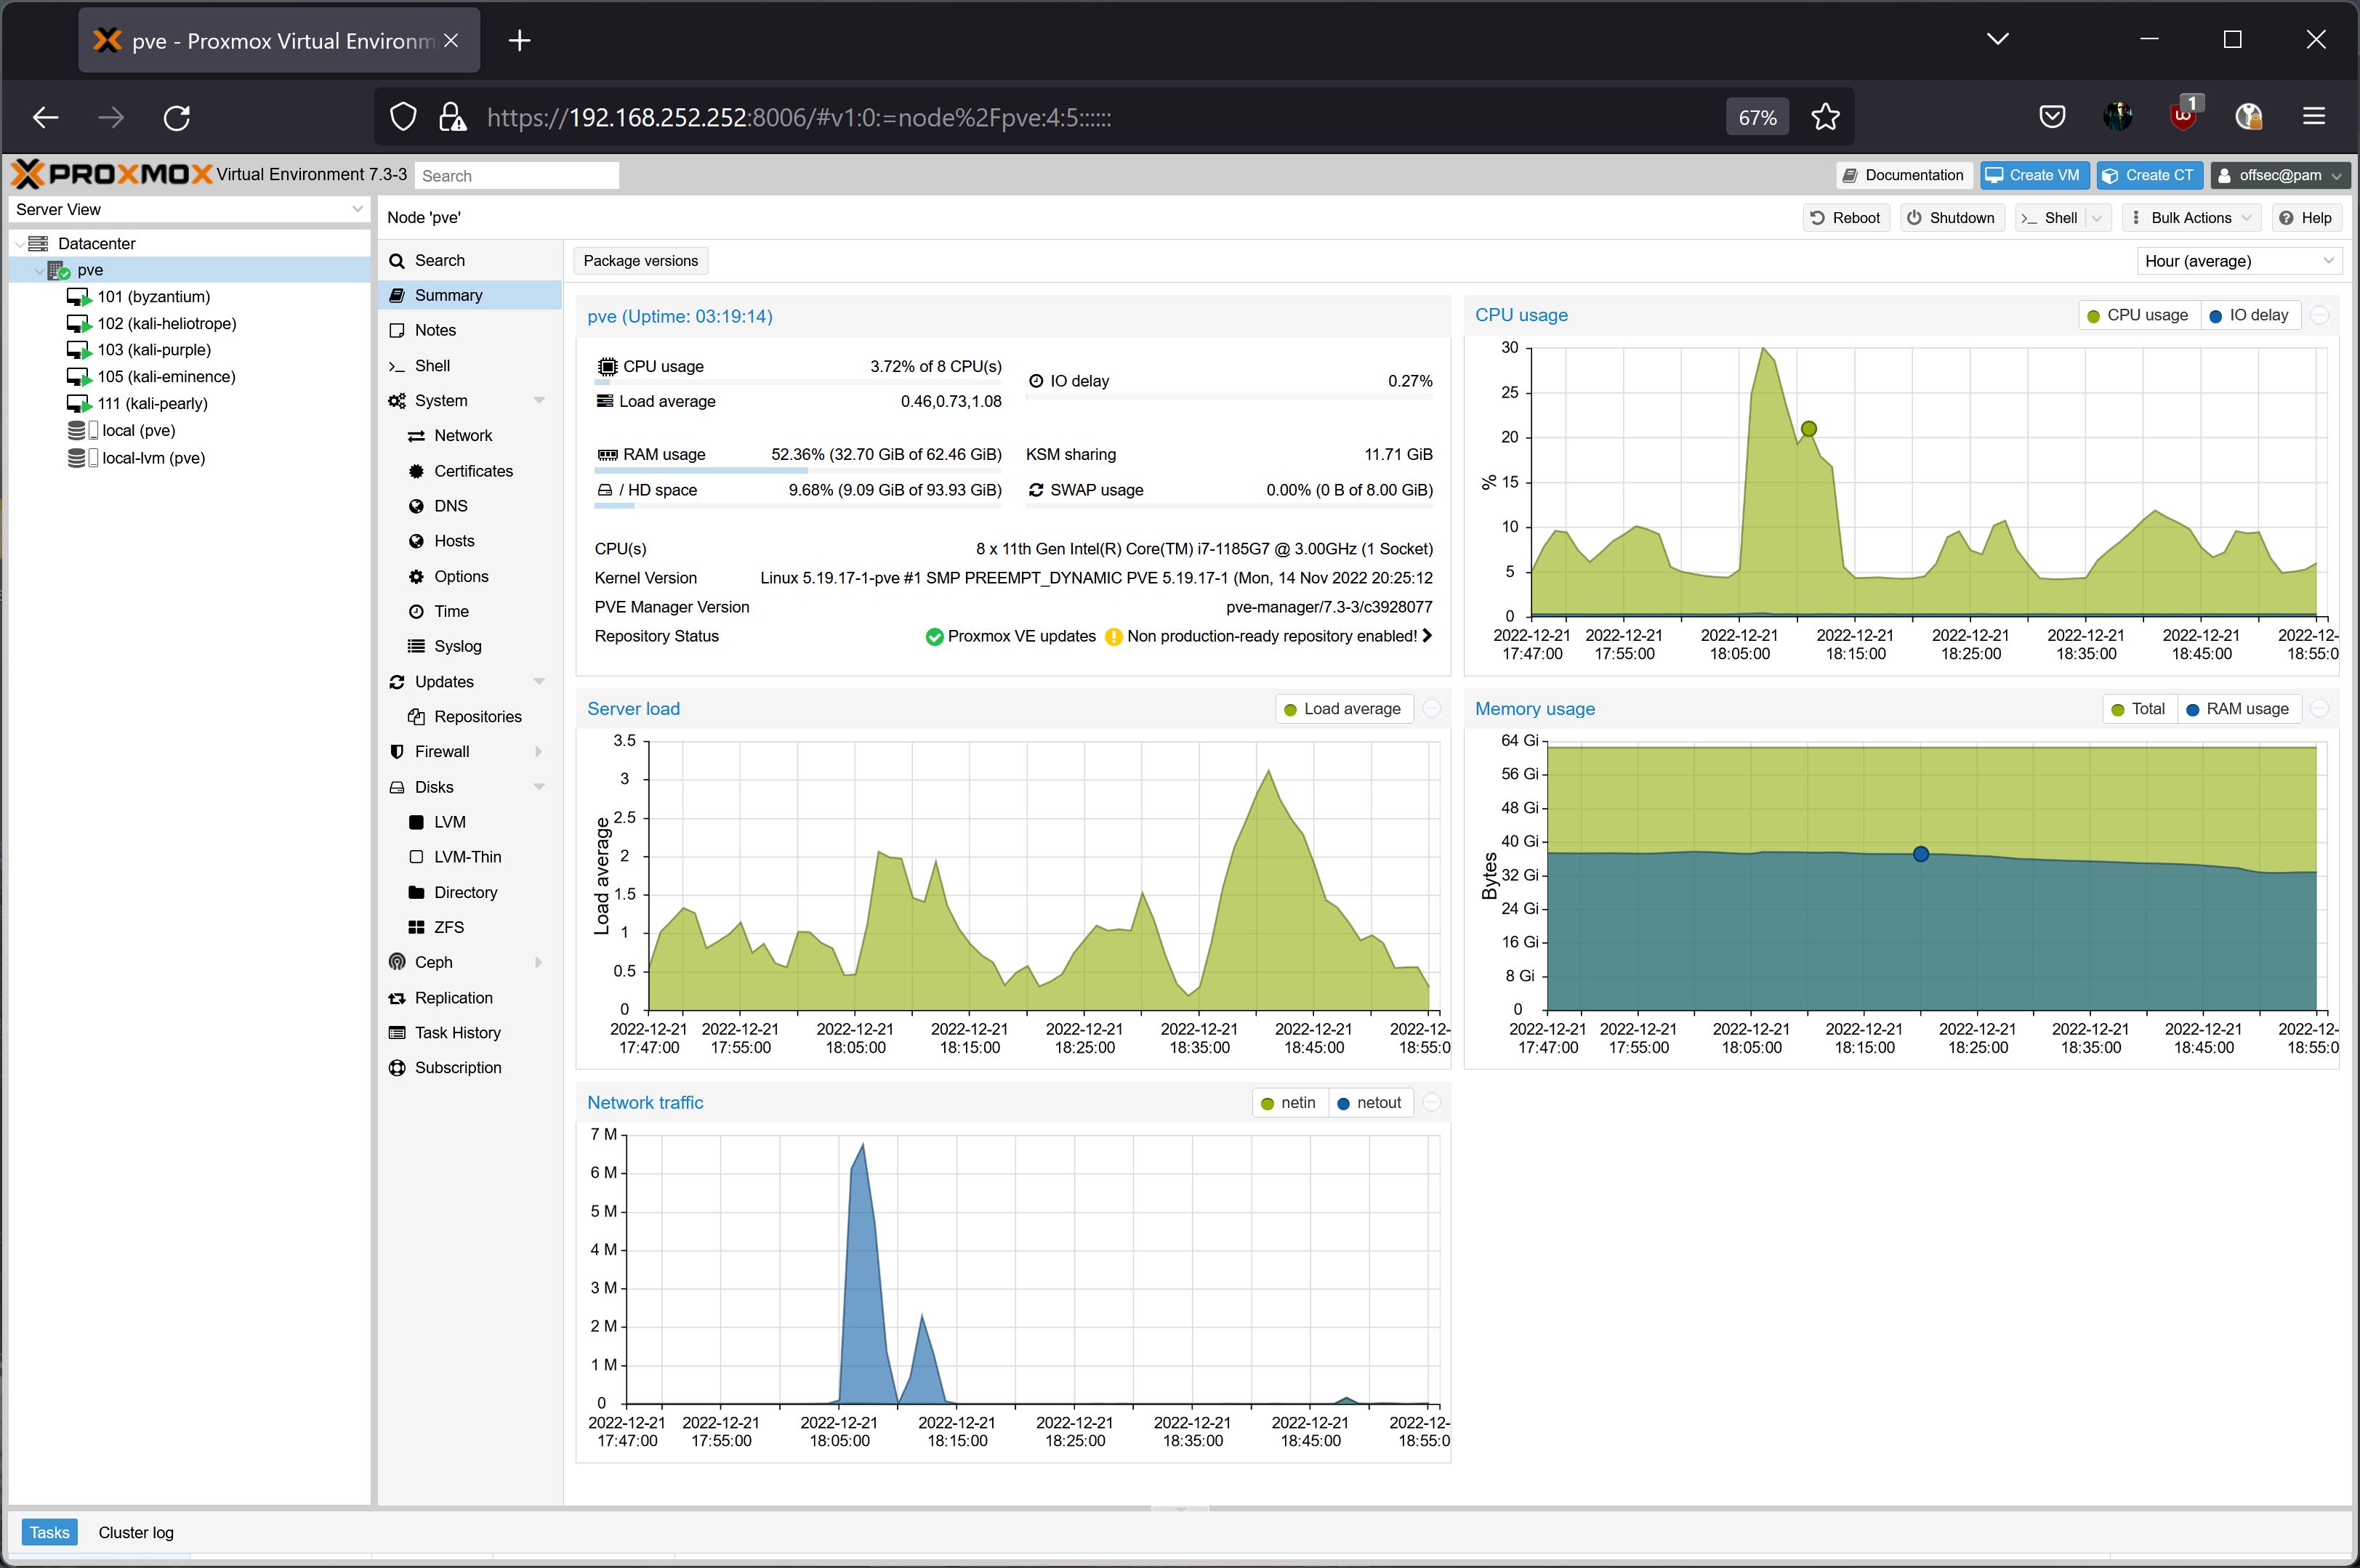 pve - Proxmox Virtual Environm
https://192.168.252.252:8006/#v1:0:=node%2Fpve:4:5::::::
67%
1
PROXMOX Virtual Environment 7.3-3
Search
Documentation
Create VM
Create CT
offsec@pam
Server View
Datacenter
pve
101 (byzantium)
102 (kali-heliotrope)
103 (kali-purple)
105 (kali-eminence)
111 (kali-pearly)
local (pve)
local-lvm (pve)
Node 'pve'
Reboot
Shutdown
Shell
Bulk Actions
Help
Search
Summary
Notes
Shell
System
Network
Certificates
DNS
Hosts
Options
Time
Syslog
Updates
Repositories
Firewall
Disks
LVM
LVM-Thin
Directory
ZFS
Ceph
Replication
Task History
Subscription
Package versions
Hour (average)
pve (Uptime: 03:19:14)
CPU usage 3.72% of 8 CPU(s)
IO delay 0.27%
Load average 0.46,0.73,1.08
RAM usage 52.36% (32.70 GiB of 62.46 GiB)
KSM sharing 11.71 GiB
/ HD space 9.68% (9.09 GiB of 93.93 GiB)
SWAP usage 0.00% (0 B of 8.00 GiB)
CPU(s) 8 x 11th Gen Intel(R) Core(TM) i7-1185G7 @ 3.00GHz (1 Socket)
Kernel Version Linux 5.19.17-1-pve #1 SMP PREEMPT_DYNAMIC PVE 5.19.17-1 (Mon, 14 Nov 2022 20:25:12
PVE Manager Version pve-manager/7.3-3/c3928077
Repository Status Proxmox VE updates Non production-ready repository enabled!
CPU usage
CPU usage IO delay
30
25
20
15
10
5
0
%
2022-12-21 2022-12-21 2022-12-21 2022-12-21 2022-12-21 2022-12-21 2022-12-21 2022-12-
17:47:00 17:55:00 18:05:00 18:15:00 18:25:00 18:35:00 18:45:00 18:55:0
Server load
Load average
3.5
3
2.5
2
1.5
1
0.5
0
Load average
2022-12-21 2022-12-21 2022-12-21 2022-12-21 2022-12-21 2022-12-21 2022-12-21 2022-12-
17:47:00 17:55:00 18:05:00 18:15:00 18:25:00 18:35:00 18:45:00 18:55:0
Memory usage
Total RAM usage
64 Gi
56 Gi
48 Gi
40 Gi
32 Gi
24 Gi
16 Gi
8 Gi
0
Bytes
2022-12-21 2022-12-21 2022-12-21 2022-12-21 2022-12-21 2022-12-21 2022-12-21 2022-12-
17:47:00 17:55:00 18:05:00 18:15:00 18:25:00 18:35:00 18:45:00 18:55:0
Network traffic
netin netout
7 M
6 M
5 M
4 M
3 M
2 M
1 M
0
2022-12-21 2022-12-21 2022-12-21 2022-12-21 2022-12-21 2022-12-21 2022-12-21 2022-12-
17:47:00 17:55:00 18:05:00 18:15:00 18:25:00 18:35:00 18:45:00 18:55:0
Tasks
Cluster log